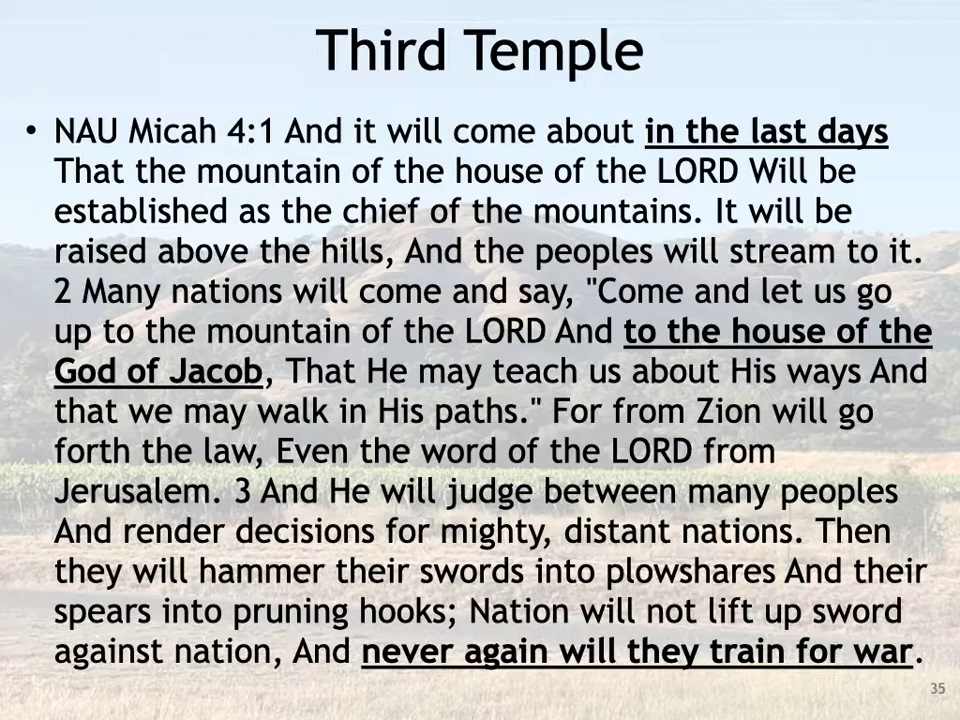 Third Temple
• NAU Micah 4:1 And it will come about in the last days
That the mountain of the house of the LORD Will be
established as the chief of the mountains. It will be
raised above the hills, And the peoples will stream to it.
2 Many nations will come and say, "Come and let us go
up to the mountain of the LORD And to the house of the
God of Jacob, That He may teach us about His ways And
that we may walk in His paths." For from Zion will go
forth the law, Even the word of the LORD from
Jerusalem. 3 And He will judge between many peoples
And render decisions for mighty, distant nations. Then
they will hammer their swords into plowshares And their
spears into pruning hooks; Nation will not lift up sword
against nation, And never again will they train for war.
35